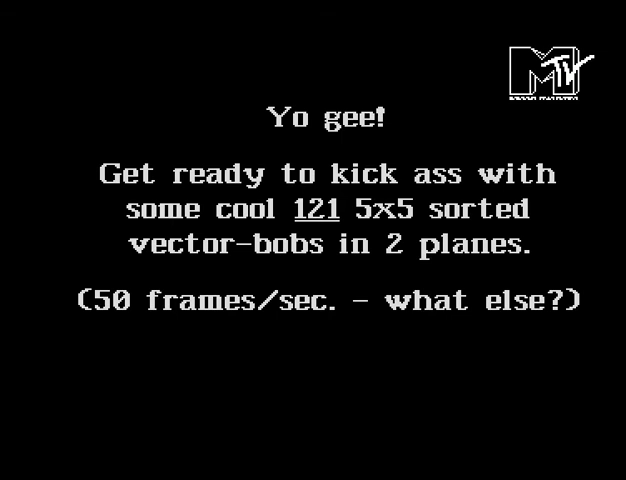 MTV
Yo gee!
Get ready to kick ass with
some cool 121 5x5 sorted
vector-bobs in 2 planes.
(50 frames/sec. - what else?)